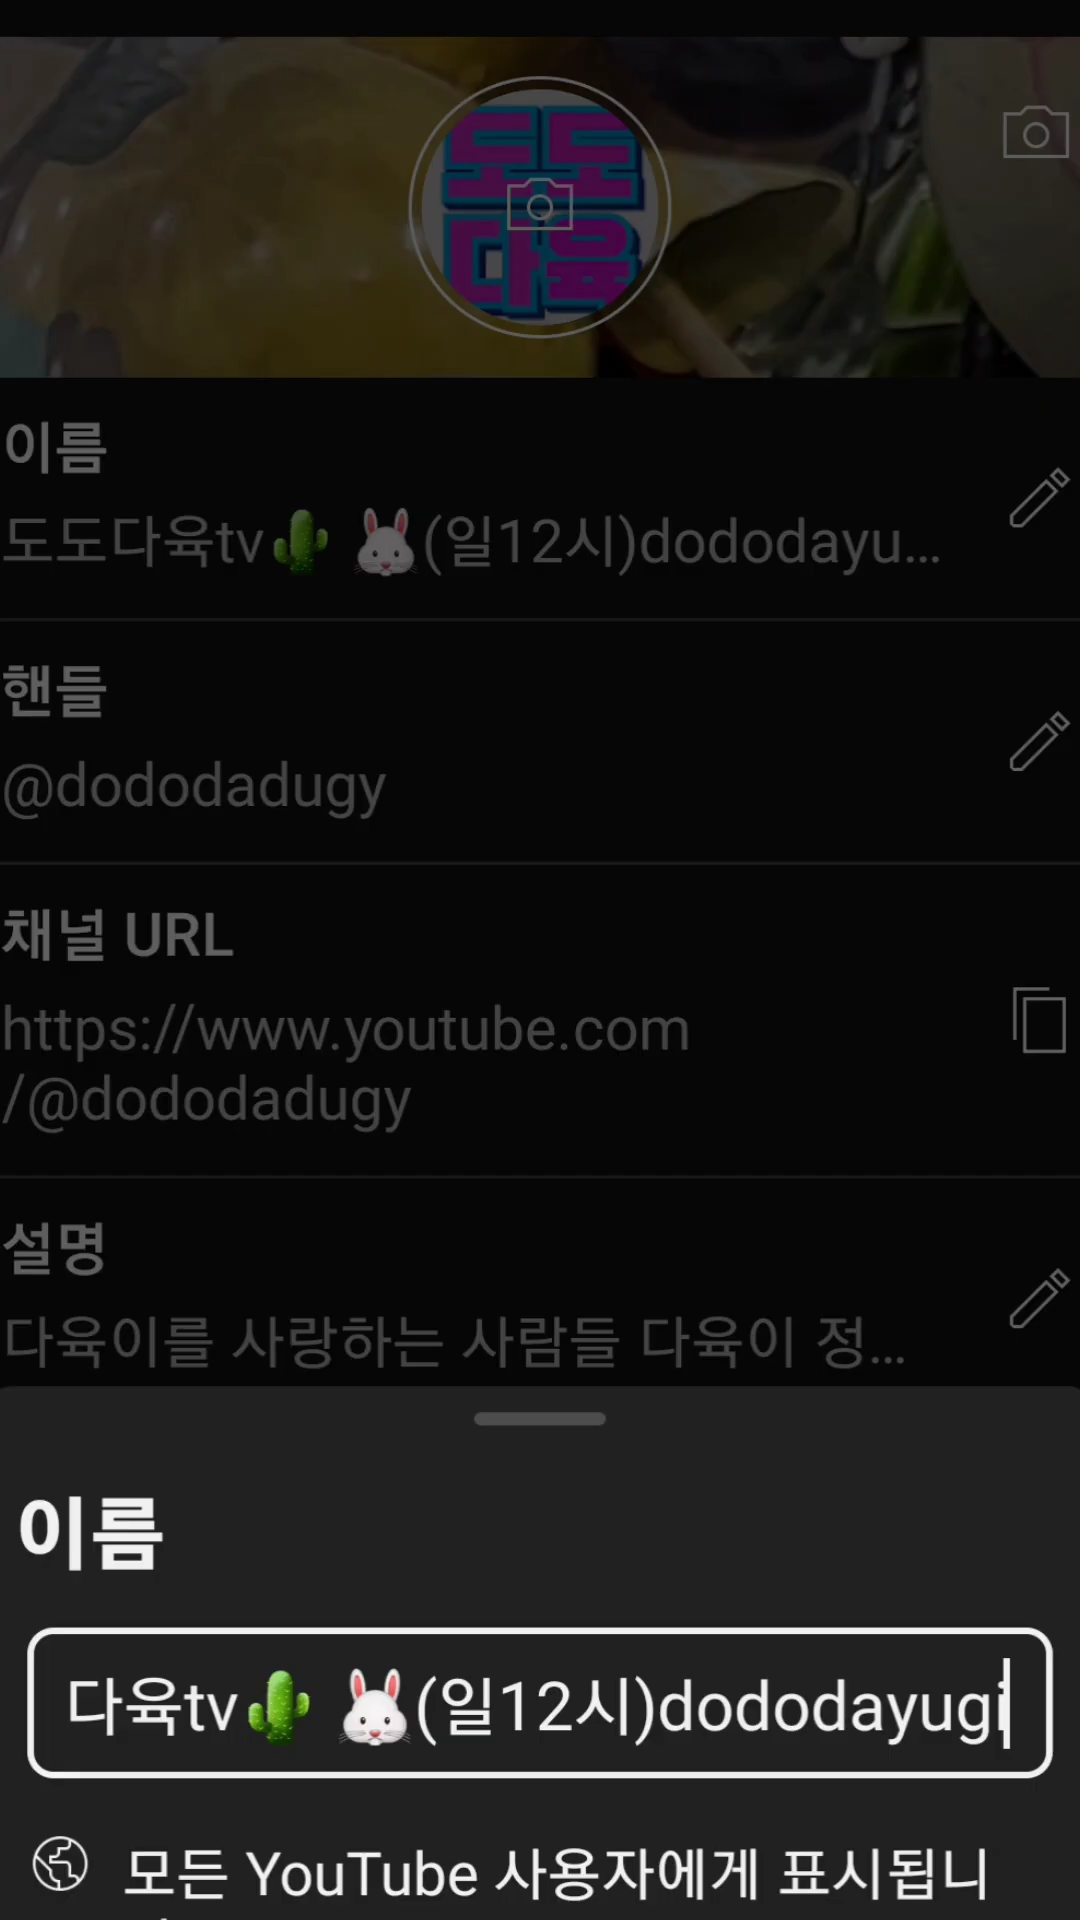 도도
다육
이름
도도다육tv🌵 🐰(일12시)dododayu...
핸들
@dododadugy
채널 URL
https://www.youtube.com
/@dododadugy
설명
다육이를 사랑하는 사람들 다육이 정...
이름
다육tv🌵 🐰(일12시)dododayugi
모든 YouTube 사용자에게 표시됩니